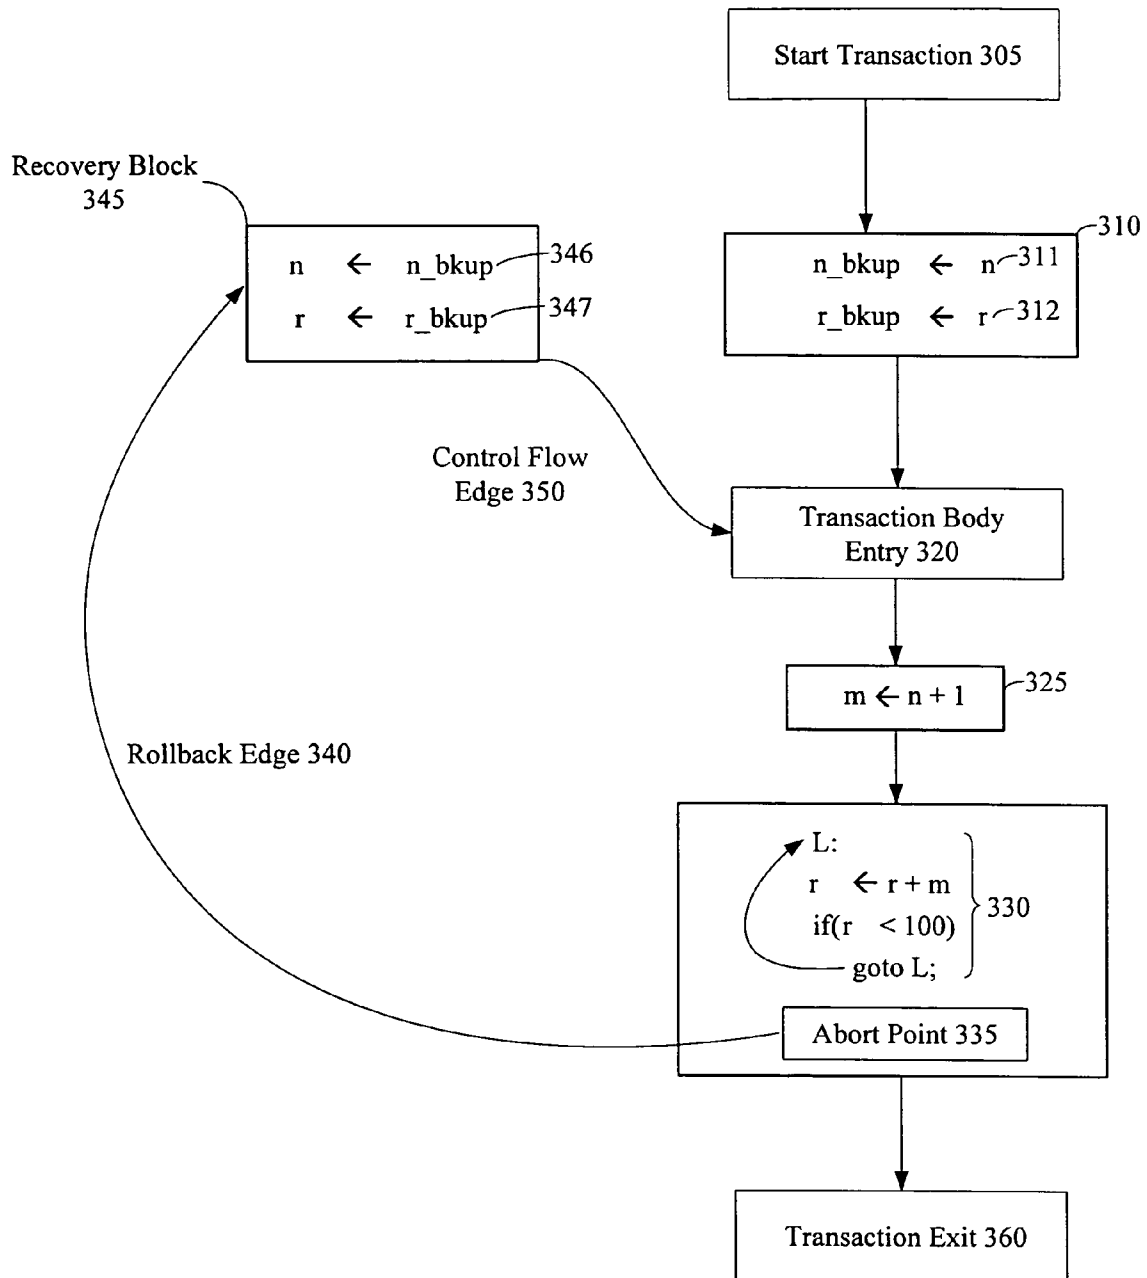 Start Transaction 305
Recovery Block
345
310
n ← n_bkup 346
r ← r_bkup 347
n_bkup ← n 311
r_bkup ← r 312
Control Flow
Edge 350
Transaction Body
Entry 320
m ← n + 1
325
Rollback Edge 340
L:
r ← r + m
if(r < 100)
goto L;
330
Abort Point 335
Transaction Exit 360